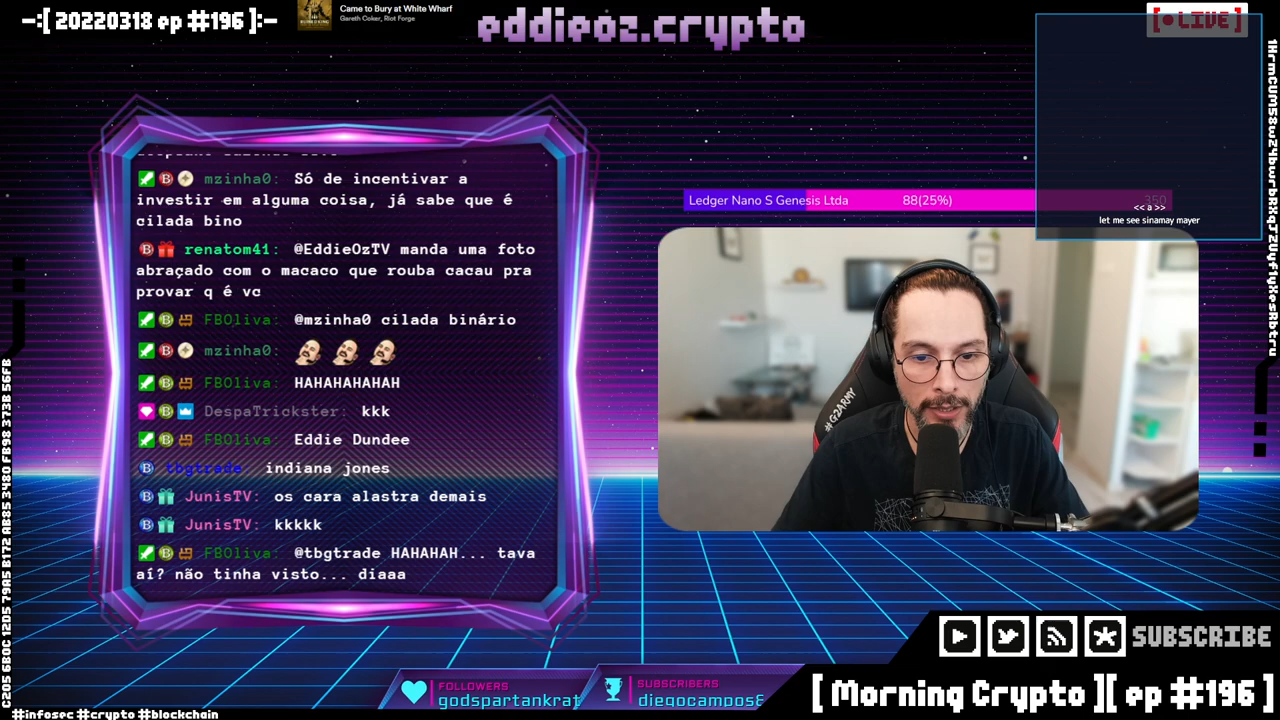 -:[ 20220318 ep #196 ]:-
Came to Bury at White Wharf
Gareth Coker, Riot Forge
eddieoz.crypto
[•LIVE]
mzinha0: Só de incentivar a
investir em alguma coisa, já sabe que é
cilada bino
renatom41: @EddieOzTV manda uma foto
abraçado com o macaco que rouba cacau pra
provar q é vc
FBOliva: @mzinha0 cilada binário
mzinha0:
FBOliva: HAHAHAHAHAH
DespaTrickster: kkk
FBOliva: Eddie Dundee
tbgtrade indiana jones
JunisTV: os cara alastra demais
JunisTV: kkkkk
FBOliva: @tbgtrade HAHAHAH... tava
aí? não tinha visto... diaaa
Ledger Nano S Genesis Ltda 88(25%) 350
<< a >>
let me see sinamay mayer
#G2ARMY
SUBSCRIBE
FOLLOWERS
godspartankrat
SUBSCRIBERS
diegocampos
[ Morning Crypto ][ ep #196 ]
#infosec #crypto #blockchain